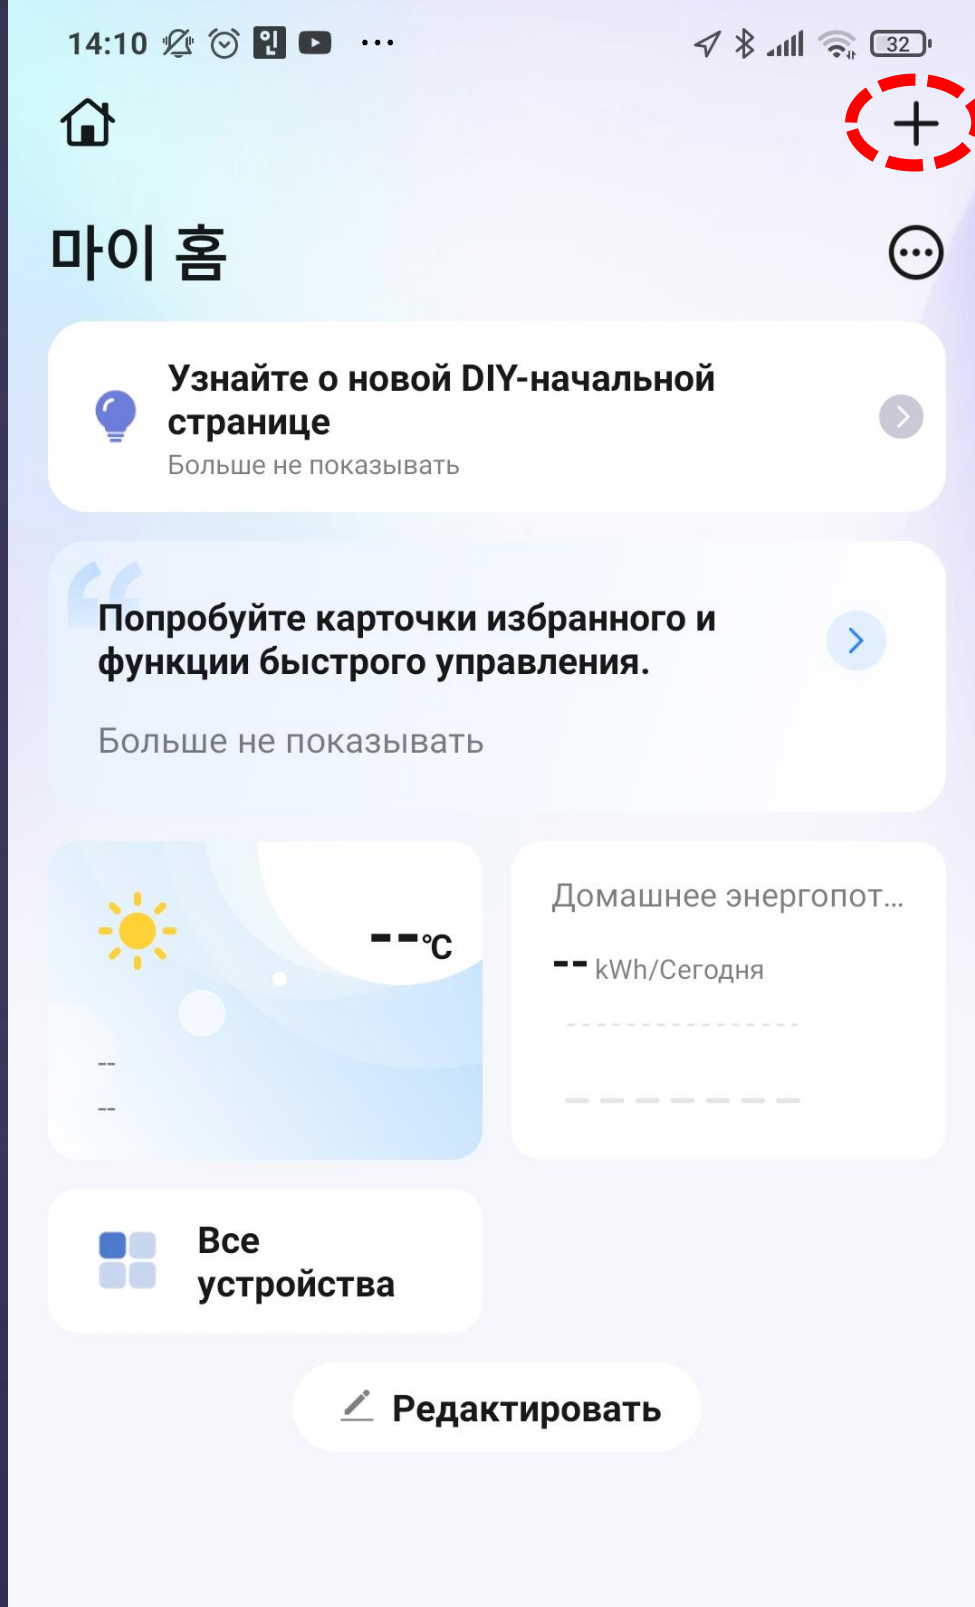 14:10 인 ... 32
마이 홈
Узнайте о новой DIY-начальной
странице
Больше не показывать
Попробуйте карточки избранного и
функции быстрого управления.
Больше не показывать
--°C
--
--
Домашнее энергопот...
-- kWh/Сегодня
Все
устройства
Редактировать